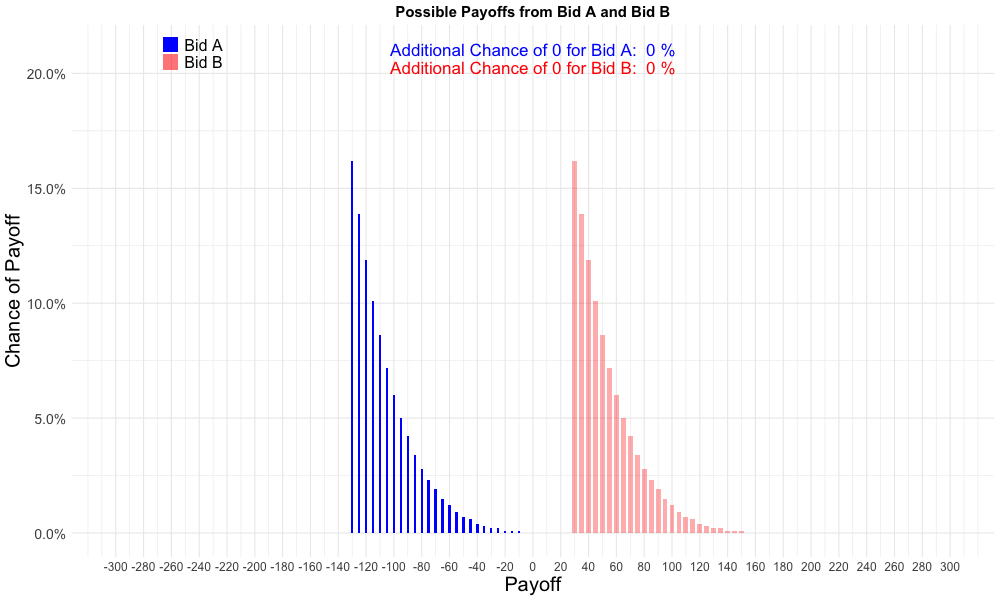 Possible Payoffs from Bid A and Bid B
Bid A
Bid B
Additional Chance of 0 for Bid A:  0 %
Additional Chance of 0 for Bid B:  0 %
Chance of Payoff
20.0%
15.0%
10.0%
5.0%
0.0%
-300 -280 -260 -240 -220 -200 -180 -160 -140 -120 -100 -80 -60 -40 -20 0 20 40 60 80 100 120 140 160 180 200 220 240 260 280 300
Payoff